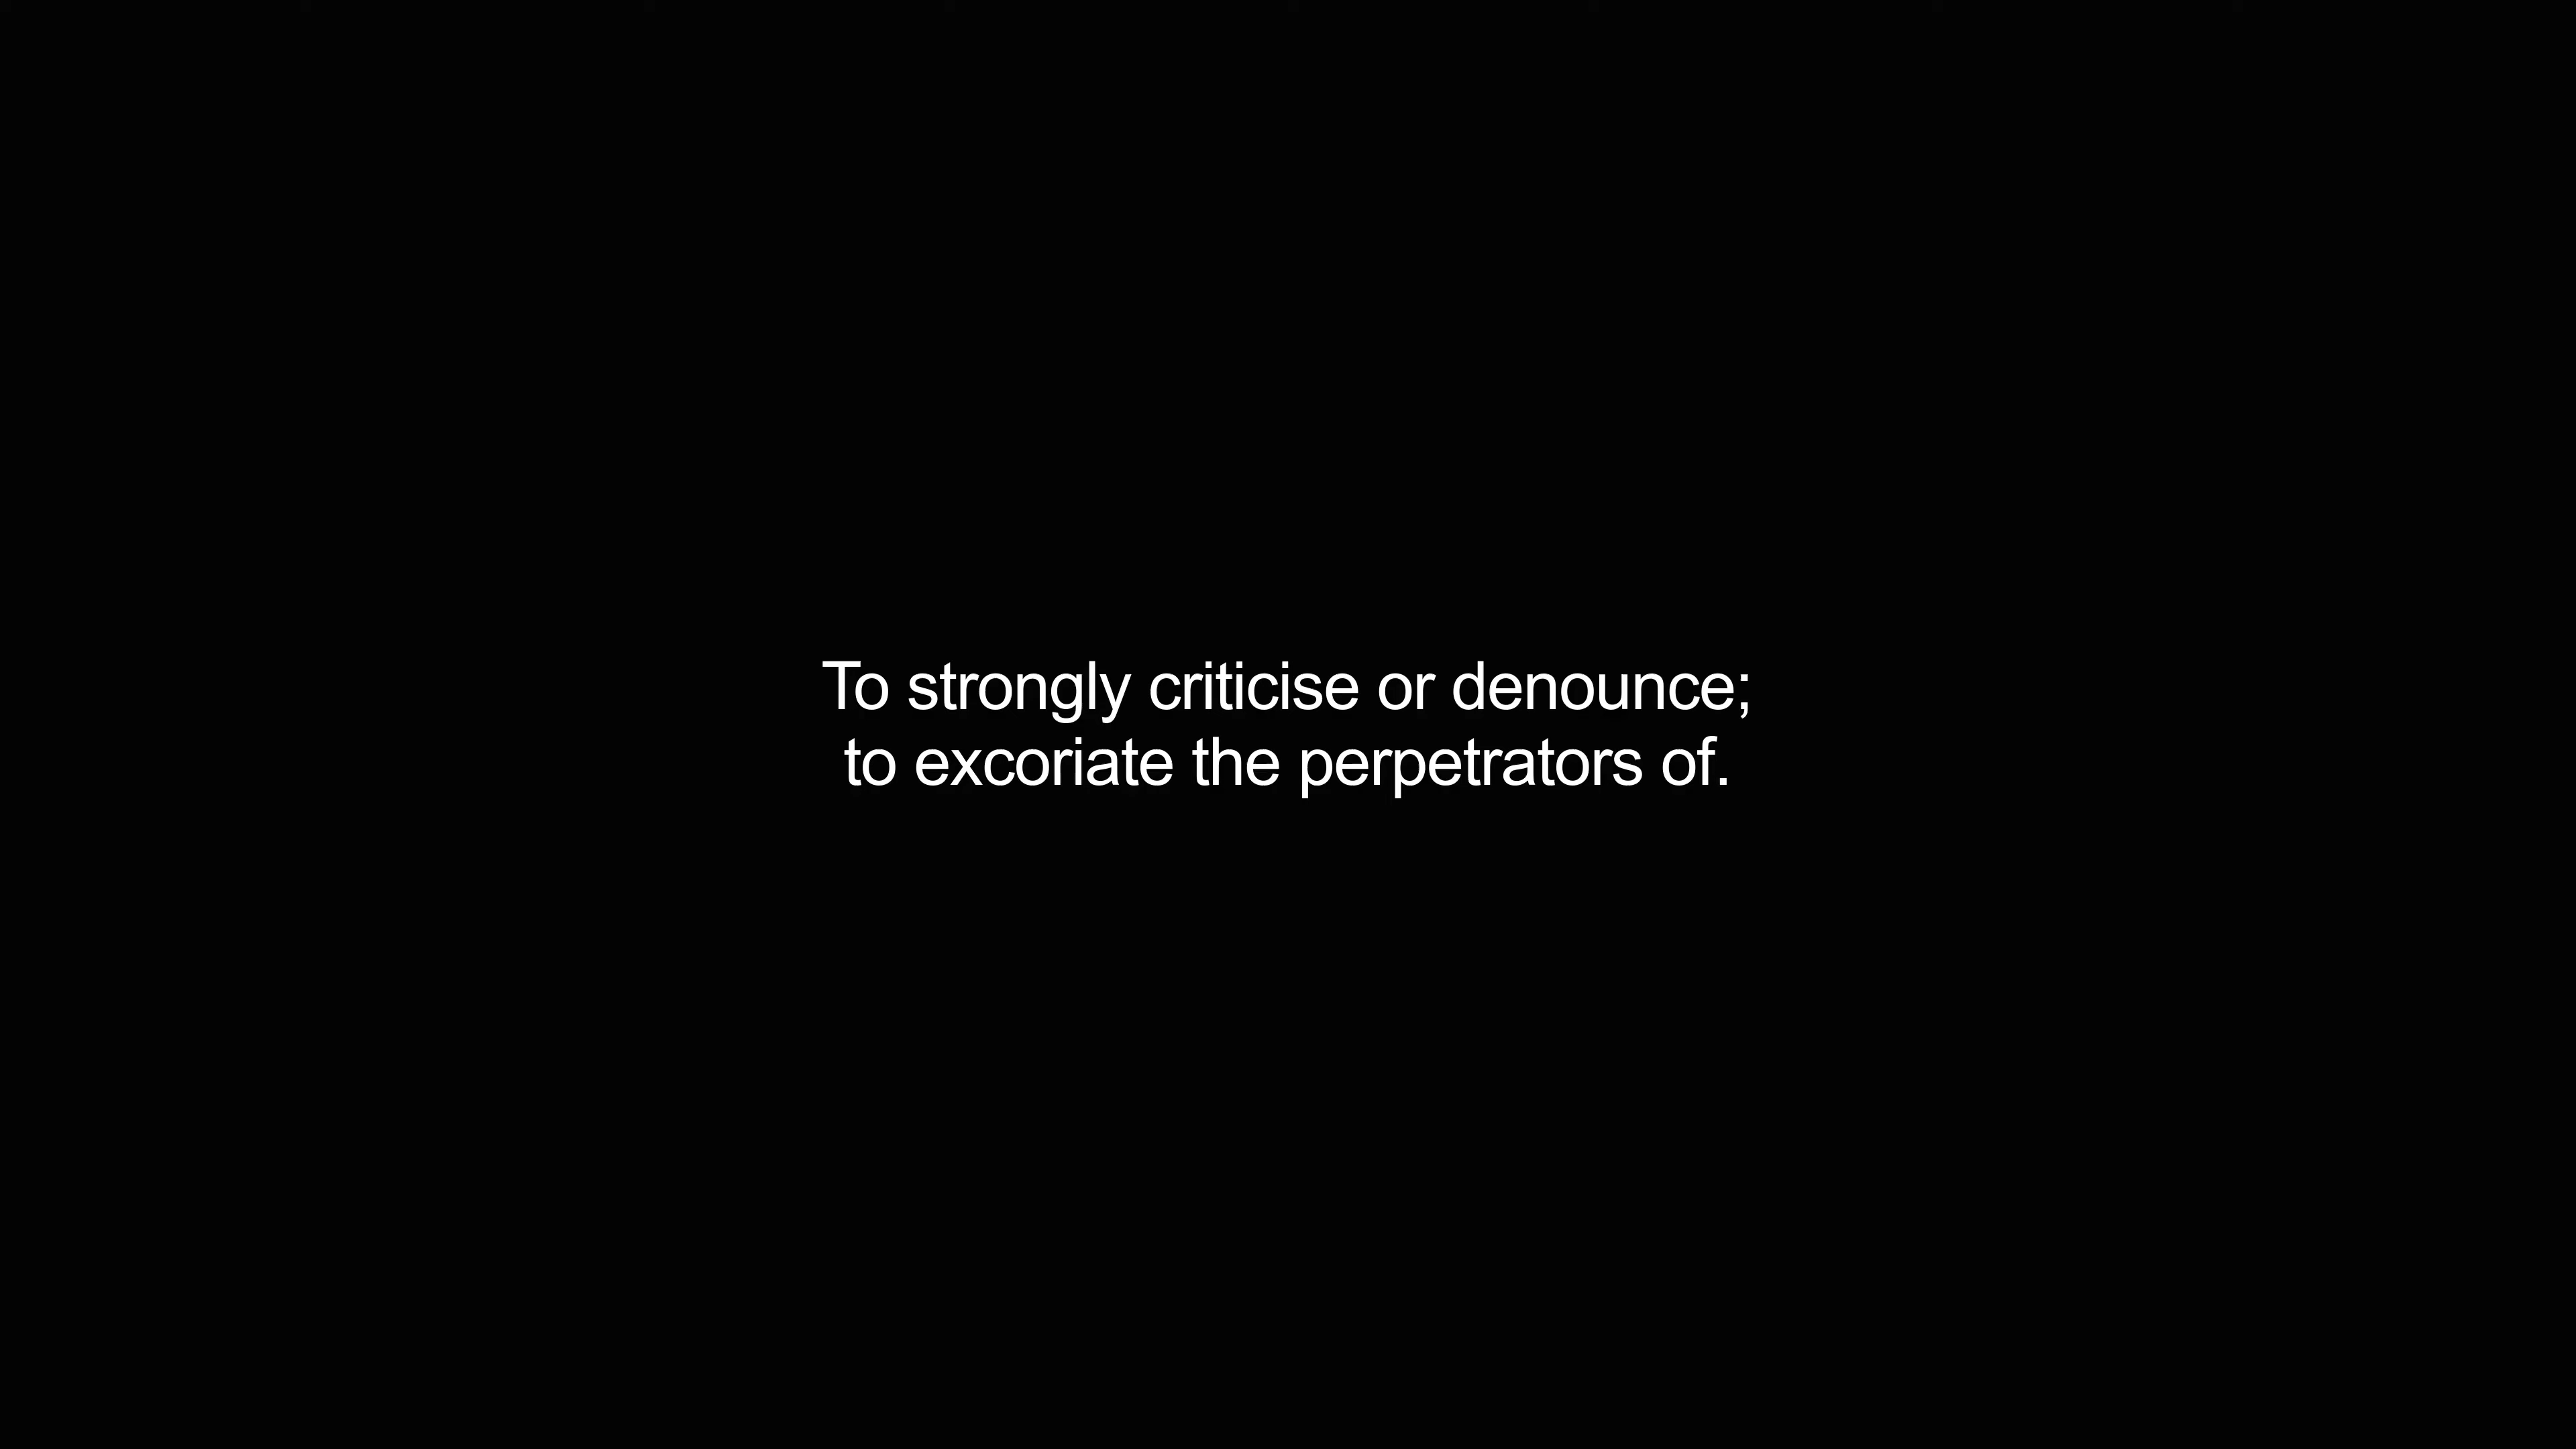 To strongly criticise or denounce;
to excoriate the perpetrators of.